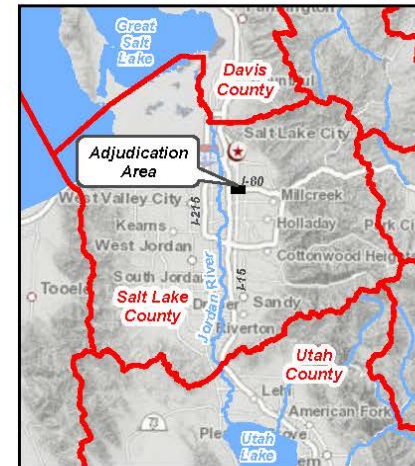 Great
Salt
Lake
Davis
County
Salt Lake City
Adjudication
Area
I-80
West Valley City
Millcreek
I-215
Kearns
Holladay
Park
West Jordan
Cottonwood Heig
Jordan River
I-15
Tooele
South Jordan
Salt Lake
County
Sandy
Riverton
Utah
County
Lehi
American Fork
73
Utah
Lake